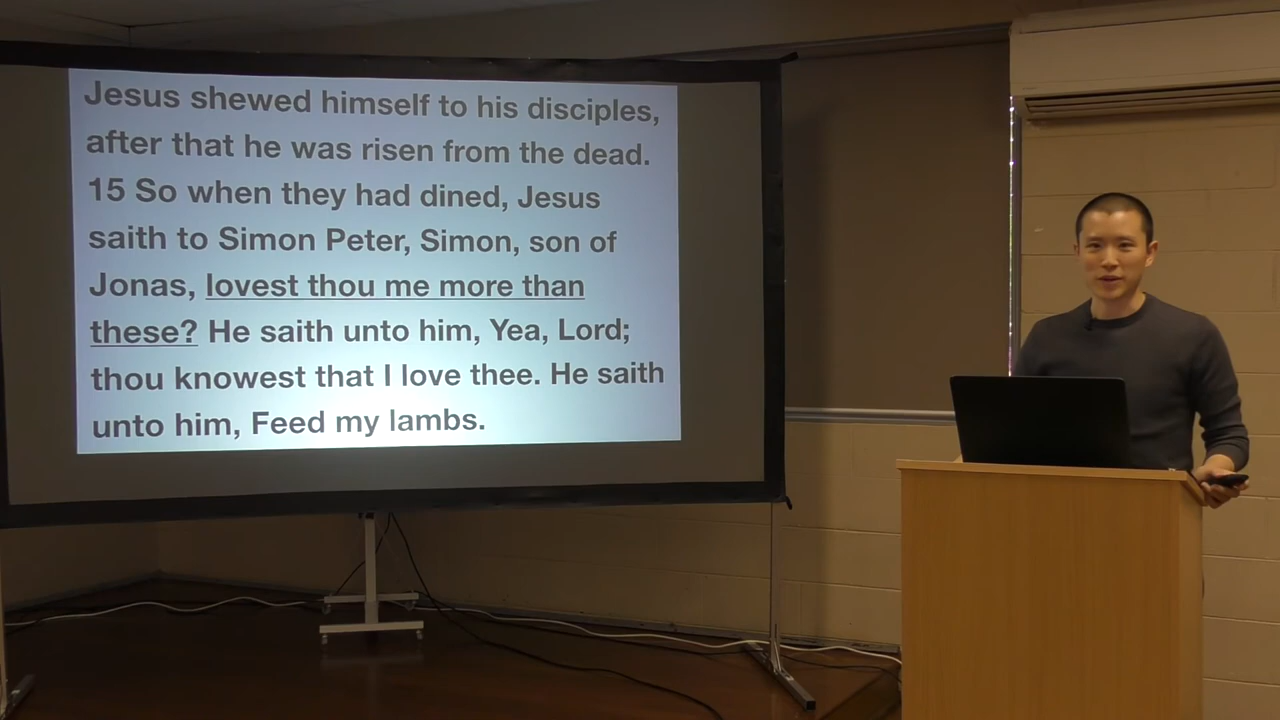 Jesus shewed himself to his disciples,
after that he was risen from the dead.
15 So when they had dined, Jesus
saith to Simon Peter, Simon, son of
Jonas, lovest thou me more than
these? He saith unto him, Yea, Lord;
thou knowest that I love thee. He saith
unto him, Feed my lambs.